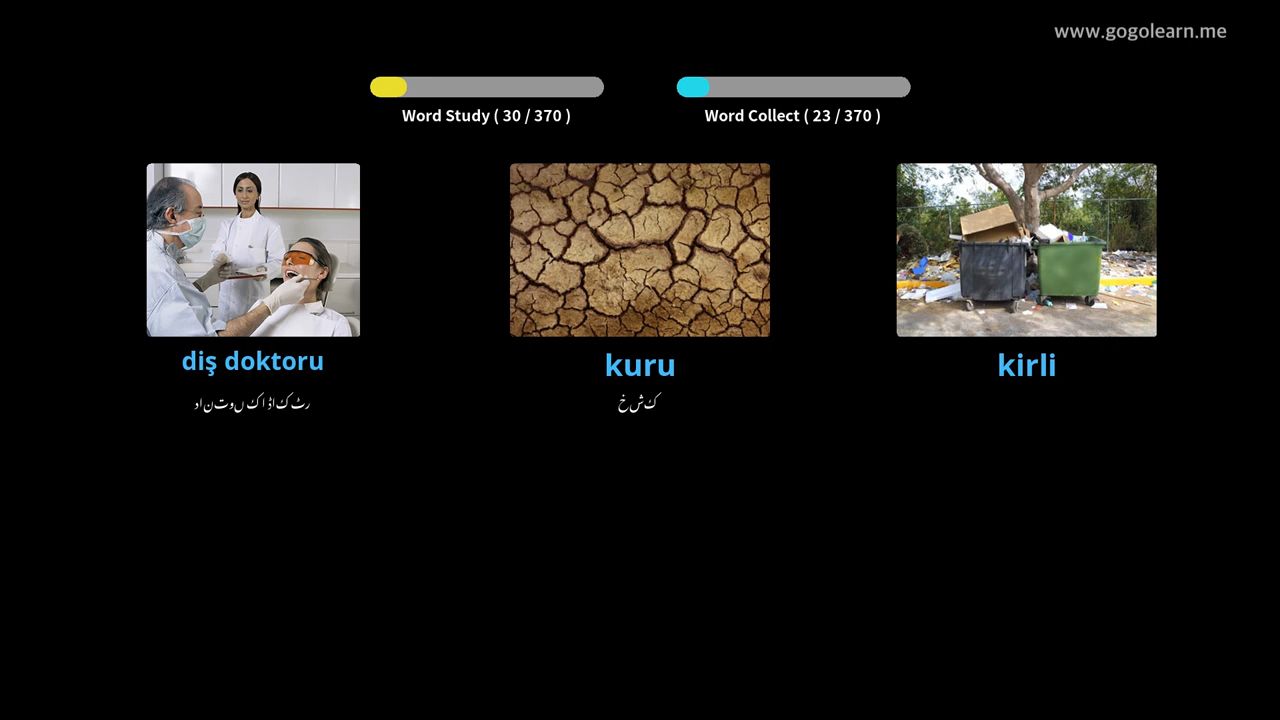 www.gogolearn.me
Word Study ( 30 / 370 )
Word Collect ( 23 / 370 )
diş doktoru
kuru
kirli
دانتوں کا ڈاکٹر
خشک